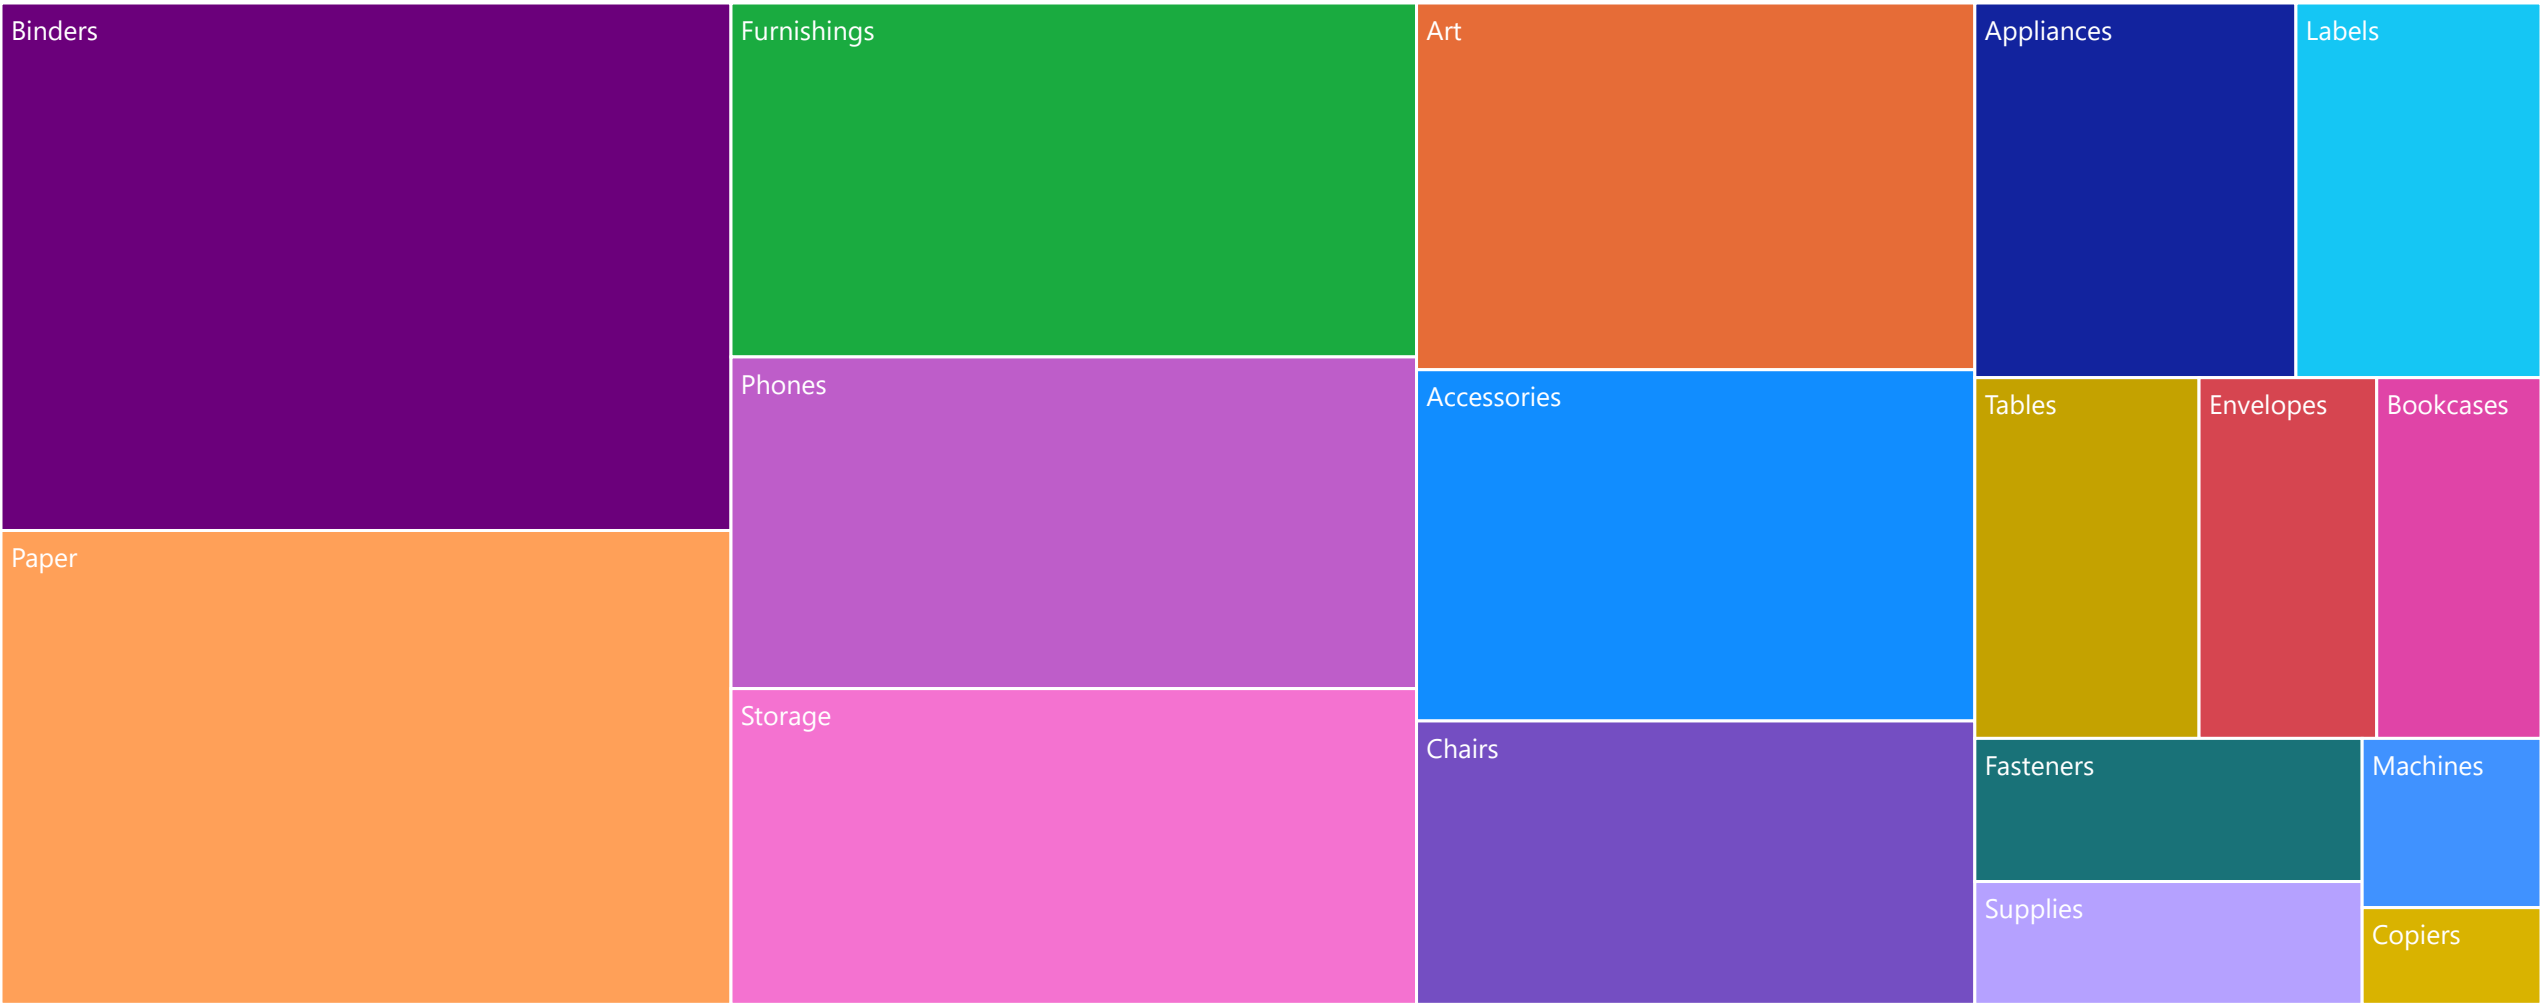 Binders
Paper
Furnishings
Phones
Storage
Art
Accessories
Chairs
Appliances
Labels
Tables
Envelopes
Bookcases
Fasteners
Supplies
Machines
Copiers